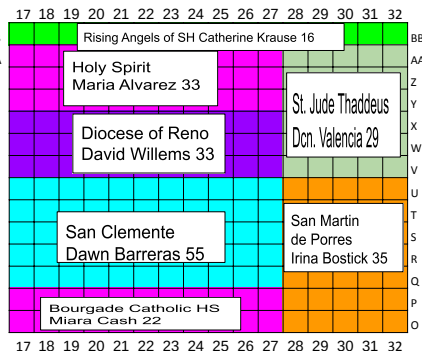 17 18 19 20 21 22 23 24 25 26 27 28 29 30 31 32
Rising Angels of SH Catherine Krause 16
BB
AA
Z
Y
X
W
V
U
T
S
R
Q
P
O
Holy Spirit
Maria Alvarez 33
St. Jude Thaddeus
Dcn. Valencia 29
Diocese of Reno
David Willems 33
San Clemente
Dawn Barreras 55
San Martin
de Porres
Irina Bostick 35
Bourgade Catholic HS
Miara Cash 22
17 18 19 20 21 22 23 24 25 26 27 28 29 30 31 32